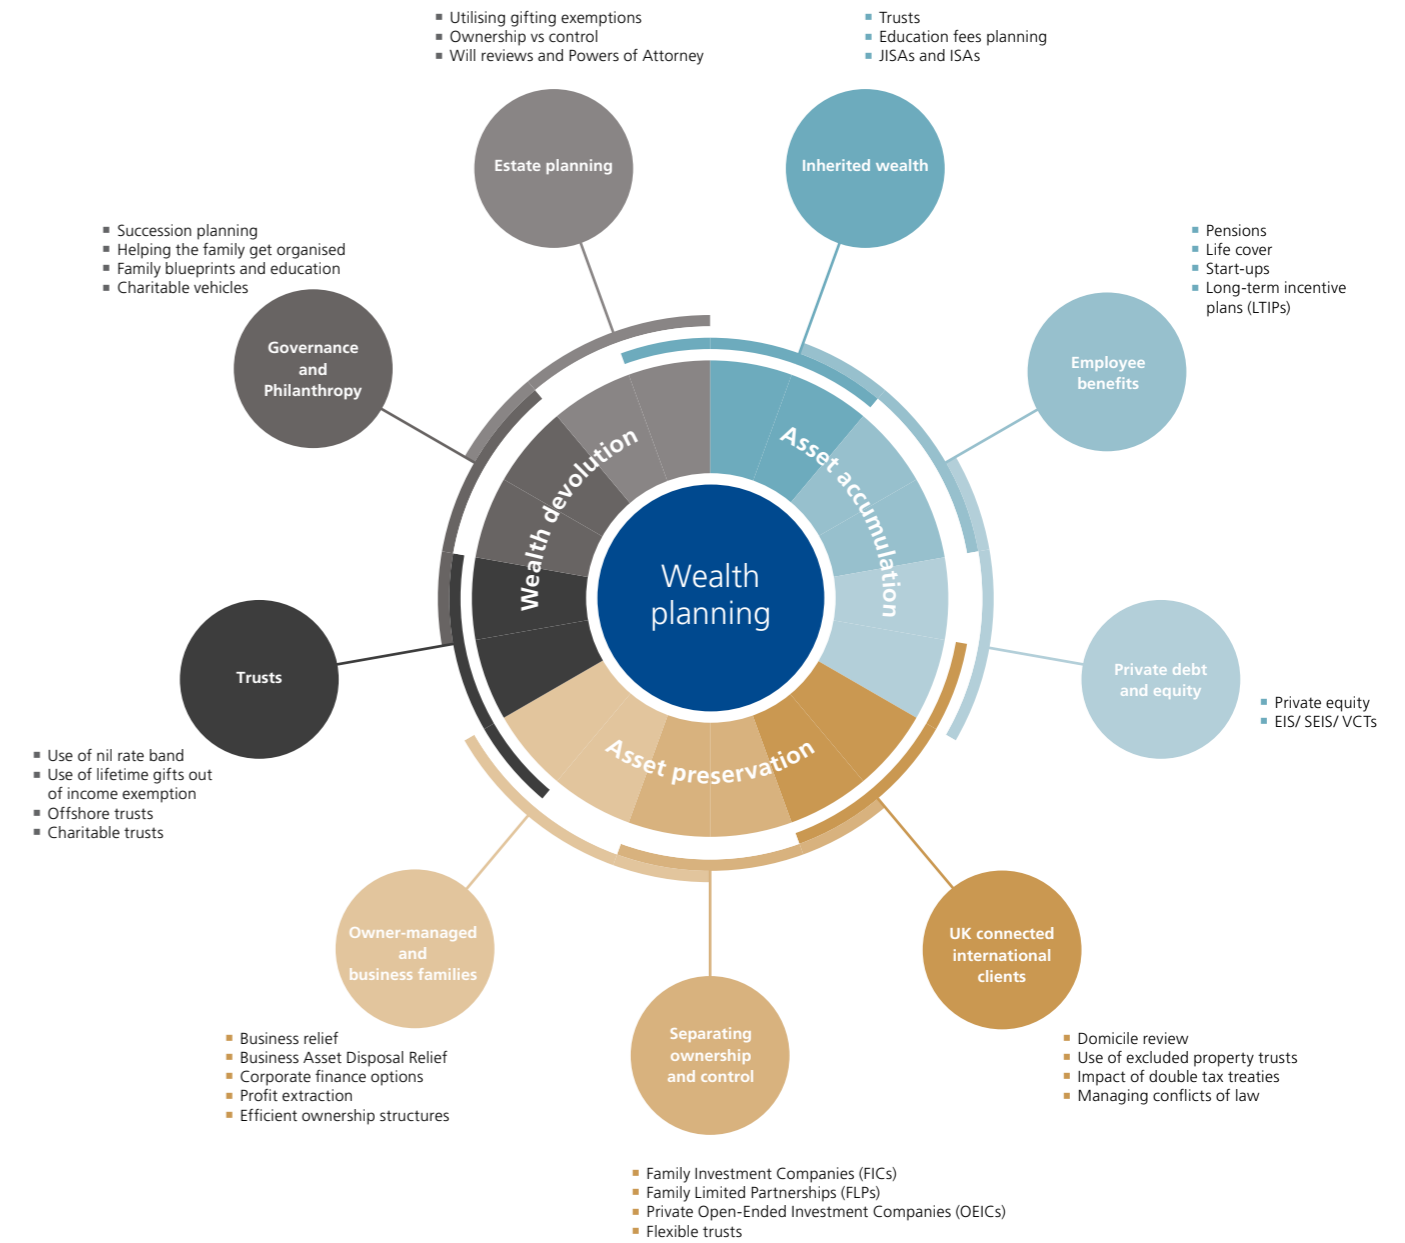 Utilising gifting exemptions
Ownership vs control
Will reviews and Powers of Attorney
Trusts
Education fees planning
JISAs and ISAs
Estate planning
Inherited wealth
Succession planning
Helping the family get organised
Family blueprints and education
Charitable vehicles
Pensions
Life cover
Start-ups
Long-term incentive
plans (LTIPs)
Governance
and
Philanthropy
Employee
benefits
Wealth devolution
Asset accumulation
Wealth
planning
Asset preservation
Trusts
Private debt
and equity
Private equity
EIS/ SEIS/ VCTs
Use of nil rate band
Use of lifetime gifts out
of income exemption
Offshore trusts
Charitable trusts
Owner-managed
and
business families
UK connected
international
clients
Separating
ownership
and control
Business relief
Business Asset Disposal Relief
Corporate finance options
Profit extraction
Efficient ownership structures
Domicile review
Use of excluded property trusts
Impact of double tax treaties
Managing conflicts of law
Family Investment Companies (FICs)
Family Limited Partnerships (FLPs)
Private Open-Ended Investment Companies (OEICs)
Flexible trusts